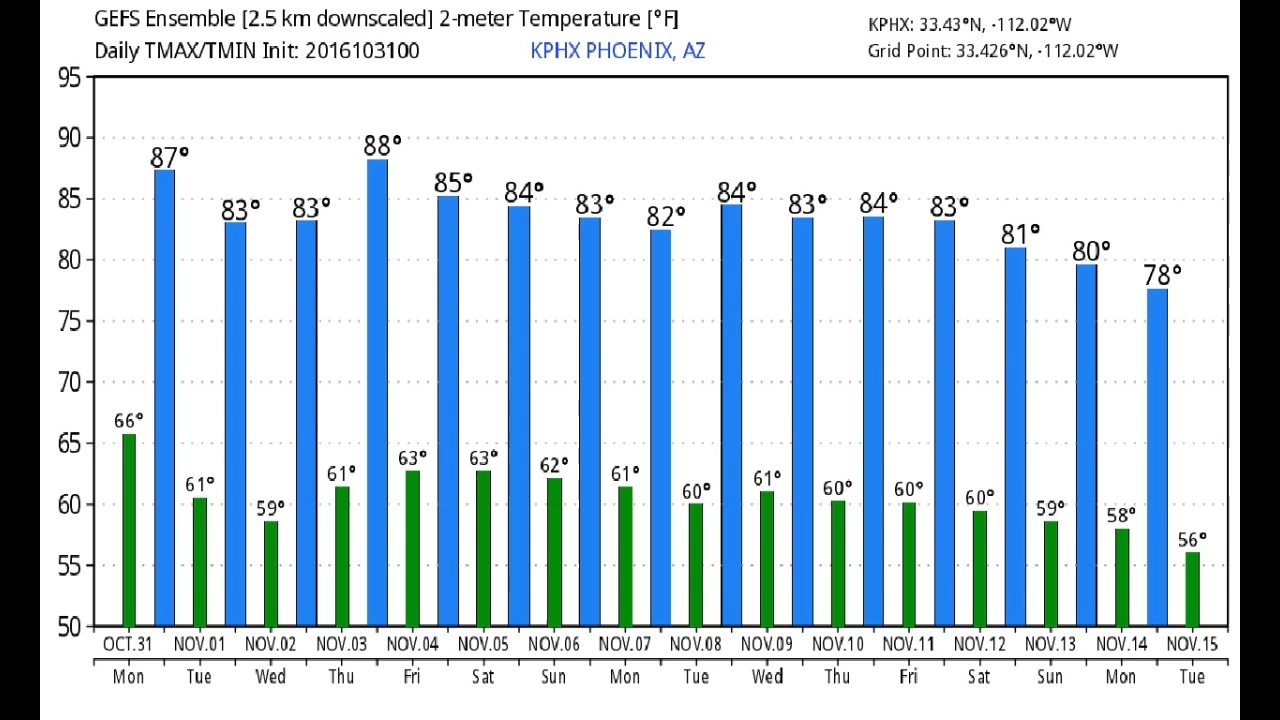 GEFS Ensemble [2.5 km downscaled] 2-meter Temperature [°F]
KPHX: 33.43°N, -112.02°W
Daily TMAX/TMIN Init: 2016103100
KPHX PHOENIX, AZ
Grid Point: 33.426°N, -112.02°W
95
90
85
80
75
70
65
60
55
50
87° 83° 83° 88° 85° 84° 83° 82° 84° 83° 84° 83° 81° 80° 78°
66° 61° 59° 61° 63° 63° 62° 61° 60° 61° 60° 60° 60° 59° 58° 56°
OCT.31 NOV.01 NOV.02 NOV.03 NOV.04 NOV.05 NOV.06 NOV.07 NOV.08 NOV.09 NOV.10 NOV.11 NOV.12 NOV.13 NOV.14 NOV.15
Mon Tue Wed Thu Fri Sat Sun Mon Tue Wed Thu Fri Sat Sun Mon Tue